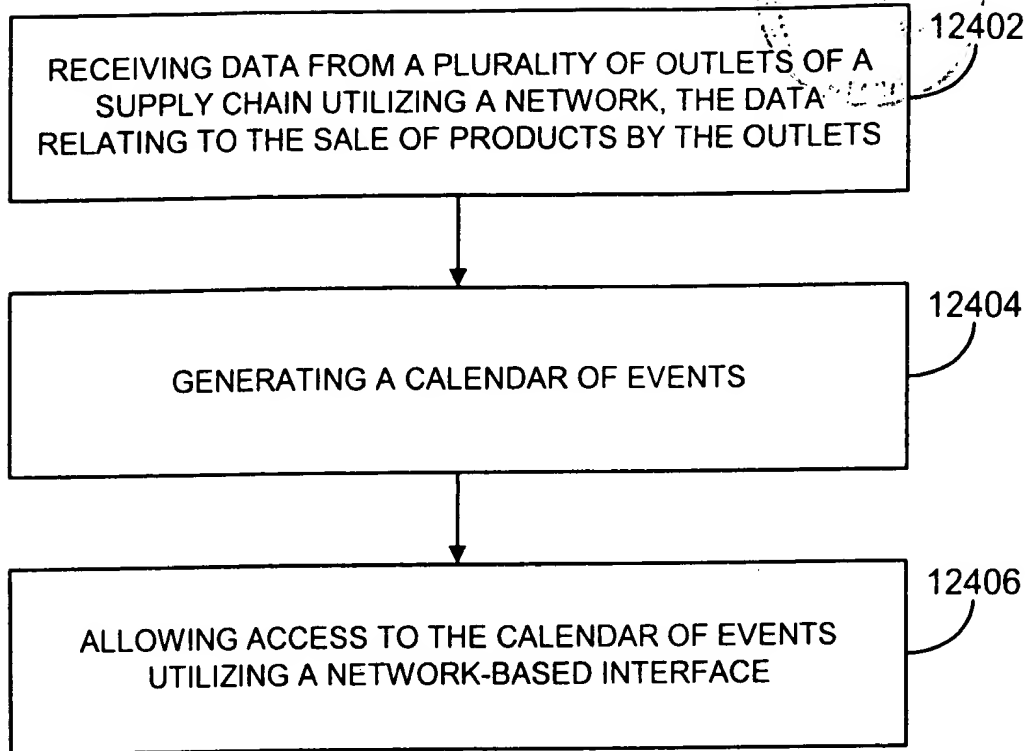 12402
RECEIVING DATA FROM A PLURALITY OF OUTLETS OF A
SUPPLY CHAIN UTILIZING A NETWORK, THE DATA
RELATING TO THE SALE OF PRODUCTS BY THE OUTLETS
12404
GENERATING A CALENDAR OF EVENTS
12406
ALLOWING ACCESS TO THE CALENDAR OF EVENTS
UTILIZING A NETWORK-BASED INTERFACE